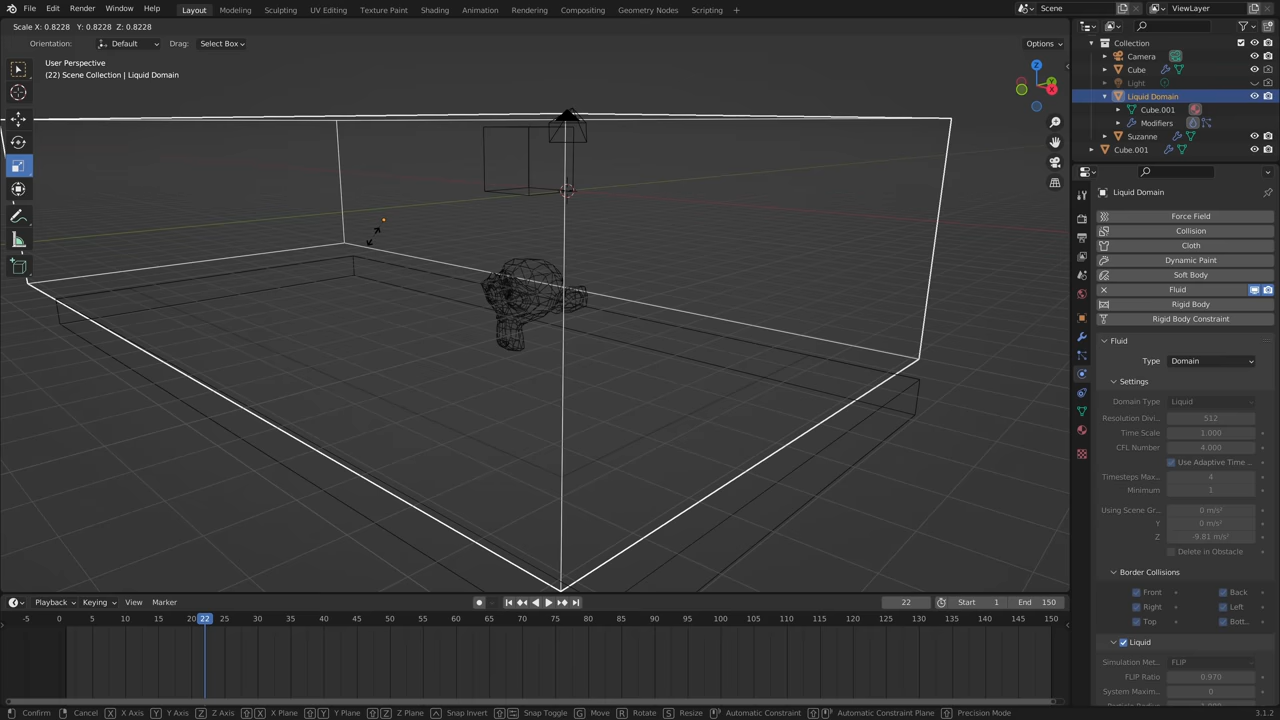 File Edit Render Window Help Layout Modeling Sculpting UV Editing Texture Paint Shading Animation Rendering Compositing Geometry Nodes Scripting + Scene ViewLayer
Scale X: 0.8228 Y: 0.8228 Z: 0.8228
Orientation: Default Drag: Select Box Options
User Perspective
(22) Scene Collection | Liquid Domain
Z
Y
X
Collection
Camera
Cube
Light
Liquid Domain
Cube.001
Modifiers
Suzanne
Cube.001
Liquid Domain
Force Field
Collision
Cloth
Dynamic Paint
Soft Body
Fluid
Rigid Body
Rigid Body Constraint
Fluid
Type Domain
Settings
Domain Type Liquid
Resolution Divi... 512
Time Scale 1.000
CFL Number 4.000
Use Adaptive Time ...
Timesteps Max... 4
Minimum 1
Using Scene Gr... 0 m/s²
Y 0 m/s²
Z -9.81 m/s²
Delete in Obstacle
Border Collisions
Front Back
Right Left
Top Bott...
Liquid
Simulation Met... FLIP
FLIP Ratio 0.970
System Maxim... 0
Playback Keying View Marker 22 Start 1 End 150
-5 0 5 10 15 20 22 25 30 35 40 45 50 55 60 65 70 75 80 85 90 95 100 105 110 115 120 125 130 135 140 145 150
Confirm Cancel X X Axis Y Y Axis Z Z Axis X X Plane Y Y Plane Z Z Plane Snap Invert Snap Toggle G Move R Rotate S Resize Automatic Constraint Automatic Constraint Plane Precision Mode 3.1.2